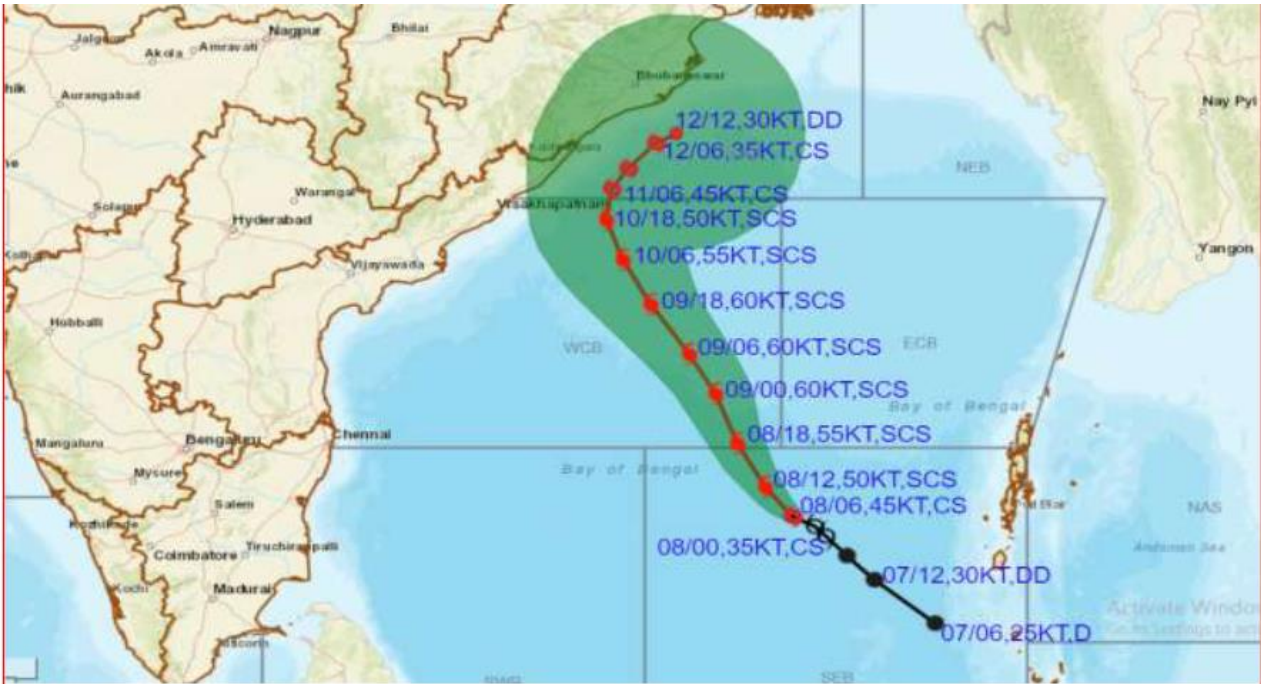 Jalgaon
Akola
Amravati
Nagpur
Bhilai
hik
Aurangabad
Bhubaneswar
Nay Pyi
12/12,30KT,DD
12/06,35KT,CS
NEB
Warangal
11/06,45KT,CS
Visakhapatnam
Solapur
Hyderabad
10/18,50KT,SCS
Yangon
10/06,55KT,SCS
Vijayawada
09/18,60KT,SCS
Hubballi
WCB
09/06,60KT,SCS
ECB
09/00,60KT,SCS
Bay of Bengal
Mangaluru
Bengaluru
Chennai
08/18,55KT,SCS
Mysuru
Bay of Bengal
08/12,50KT,SCS
Salem
08/06,45KT,CS
NAS
Kozhikode
Coimbatore
Tiruchirappalli
08/00,35KT,CS
Andaman Sea
Kochi
Madurai
07/12,30KT,DD
Activate Windo
07/06,25KT,D
SEB